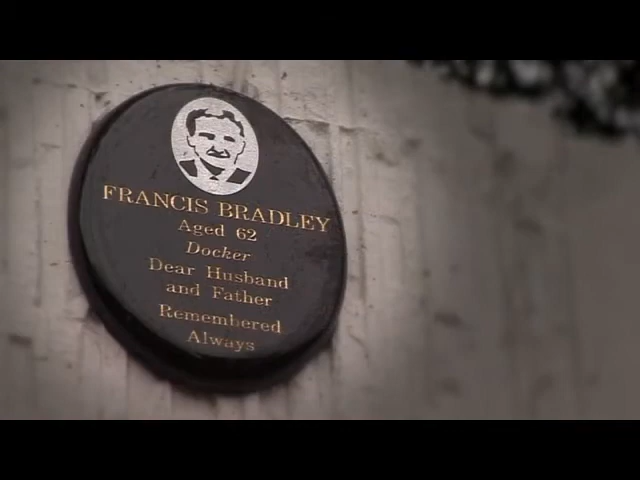 FRANCIS BRADLEY
Aged 62
Docker
Dear Husband
and Father
Remembered
Always